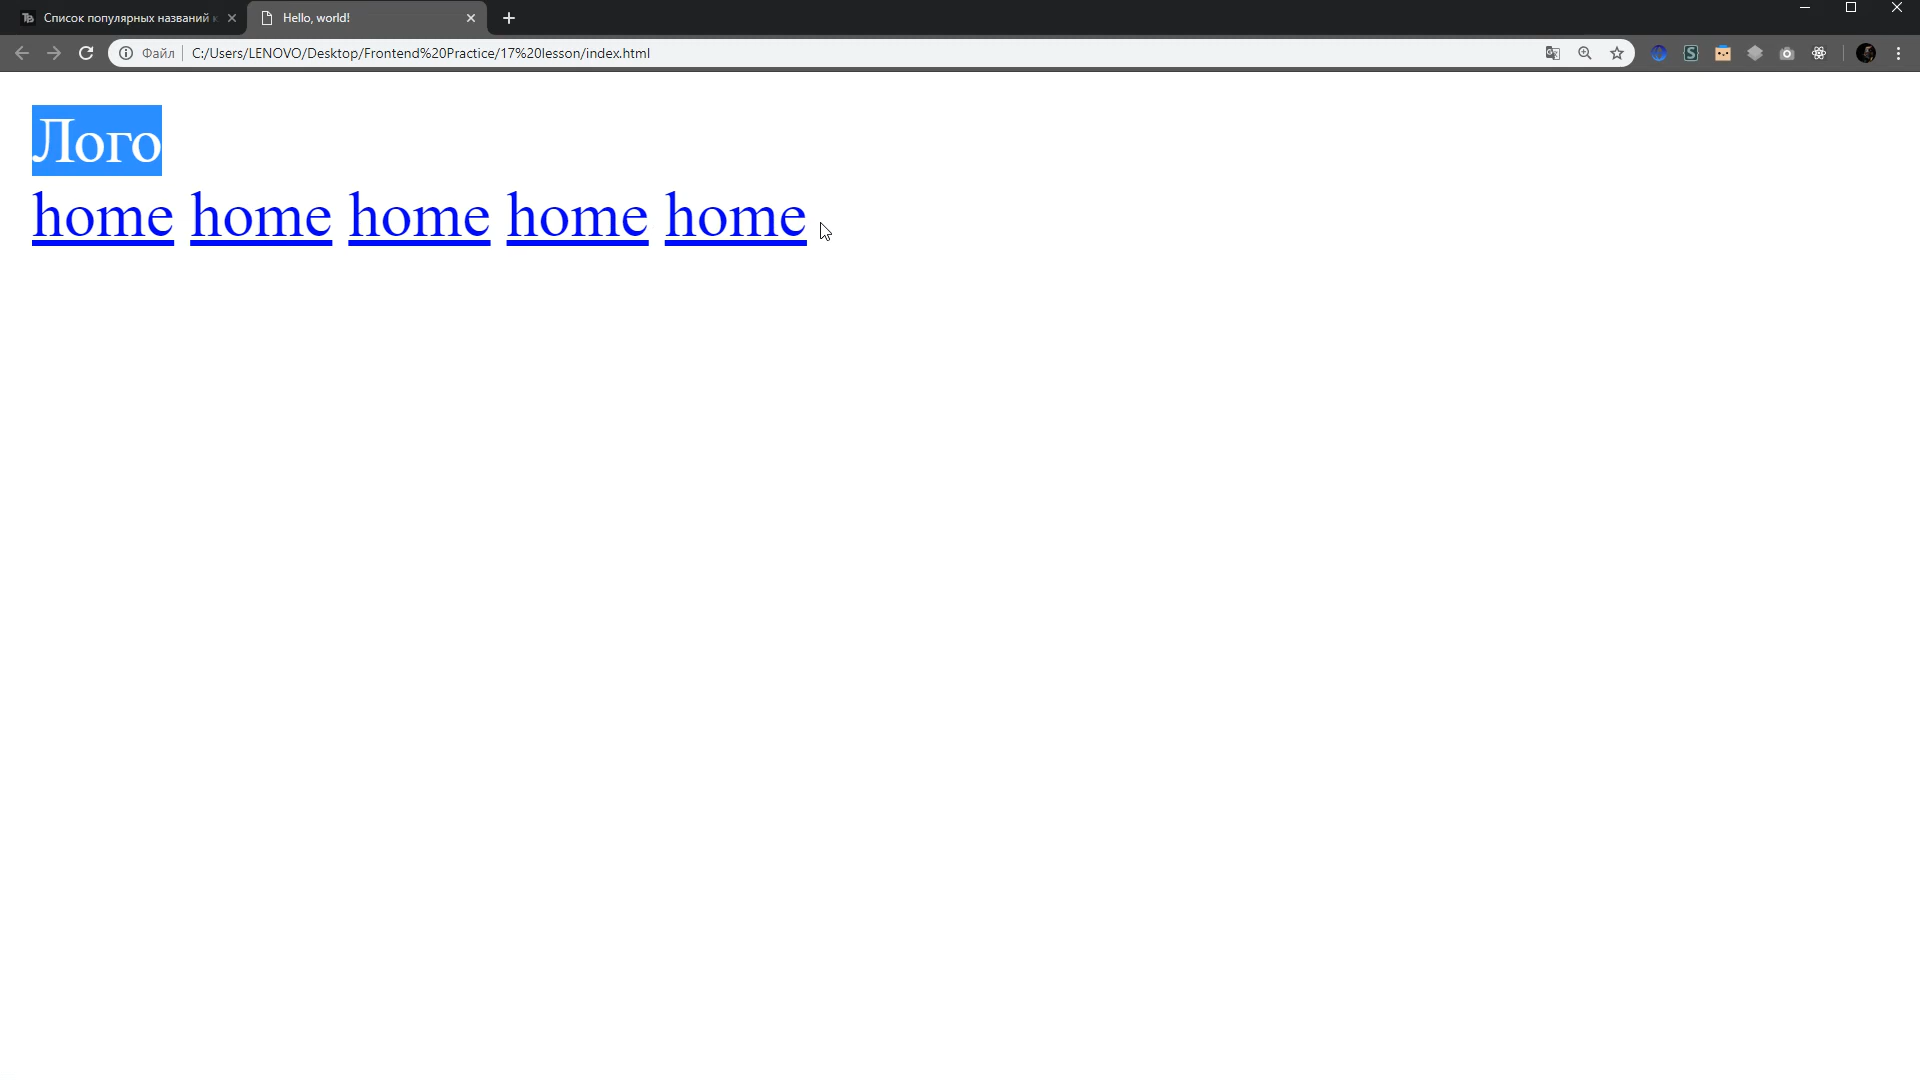 Список популярных названий к
Hello, world!
Файл
C:/Users/LENOVO/Desktop/Frontend%20Practice/17%20lesson/index.html
Лого
home home home home home